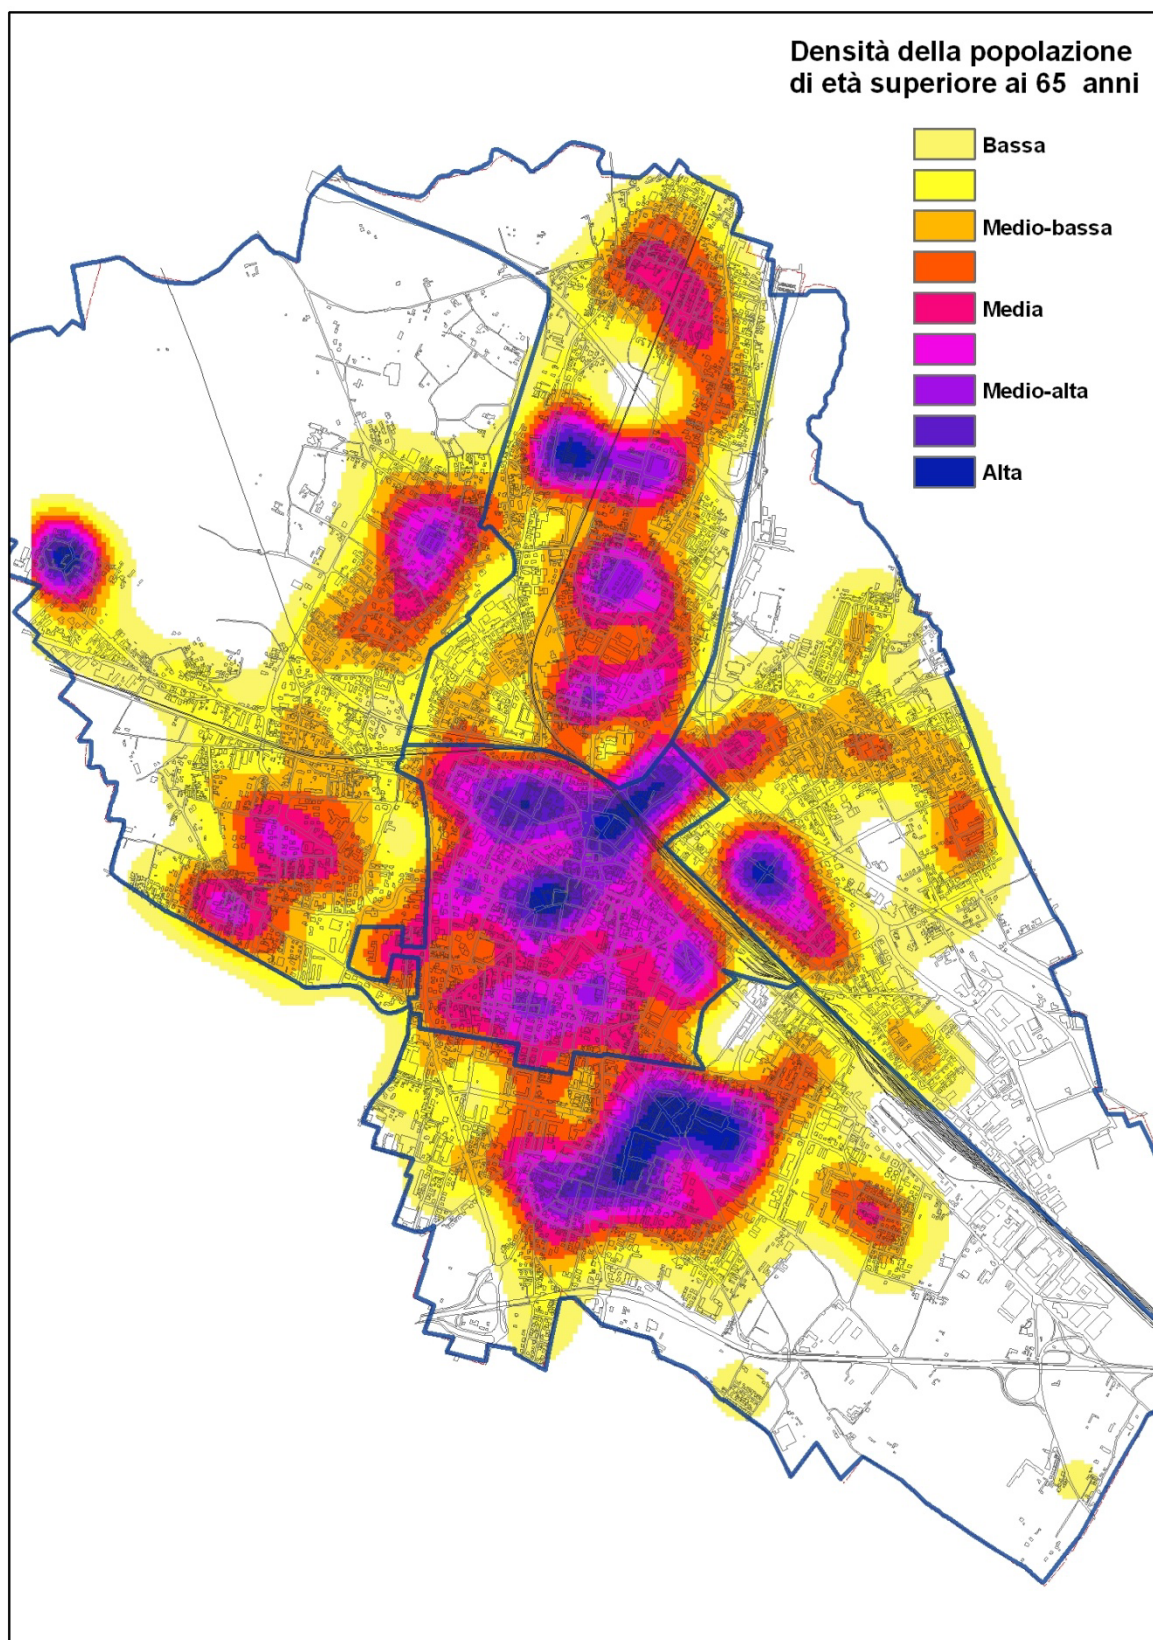 Densità della popolazione
di età superiore ai 65 anni
Bassa
Medio-bassa
Media
Medio-alta
Alta